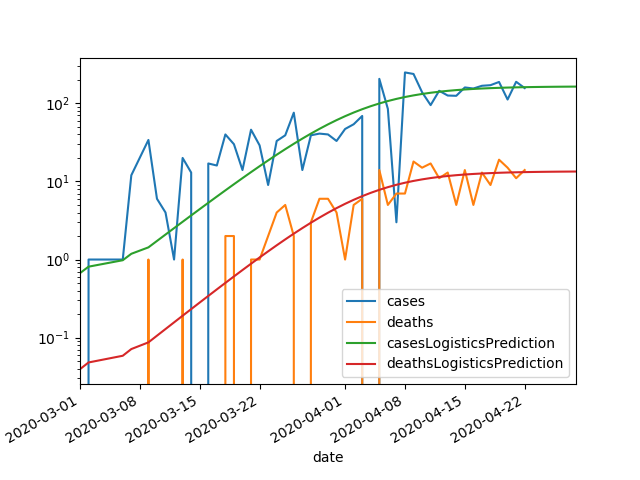 10²
10¹
10⁰
10⁻¹
cases
deaths
casesLogisticsPrediction
deathsLogisticsPrediction
2020-03-01
2020-03-08
2020-03-15
2020-03-22
2020-04-01
2020-04-08
2020-04-15
2020-04-22
date